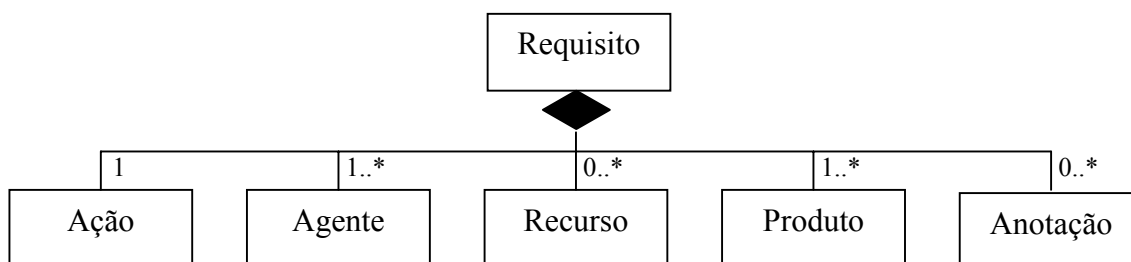 Requisito
1
1..*
0..*
1..*
0..*
Ação
Agente
Recurso
Produto
Anotação